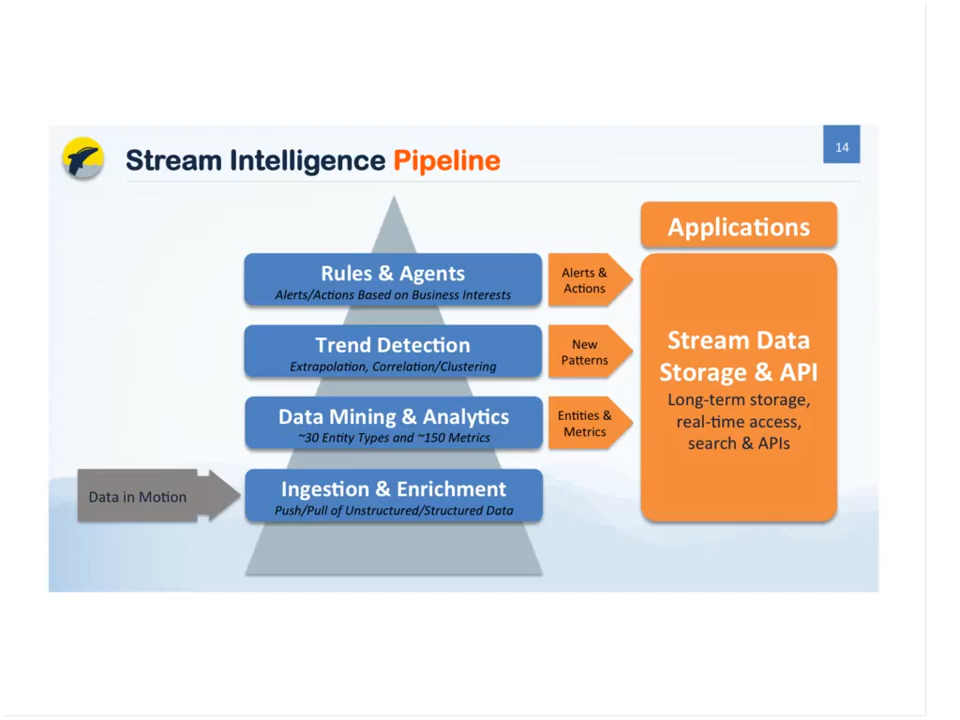 Stream Intelligence Pipeline
14
Applications
Rules & Agents
Alerts/Actions Based on Business Interests
Alerts &
Actions
Trend Detection
Extrapolation, Correlation/Clustering
New
Patterns
Data Mining & Analytics
~30 Entity Types and ~150 Metrics
Entities &
Metrics
Data in Motion
Ingestion & Enrichment
Push/Pull of Unstructured/Structured Data
Stream Data
Storage & API
Long-term storage,
real-time access,
search & APIs